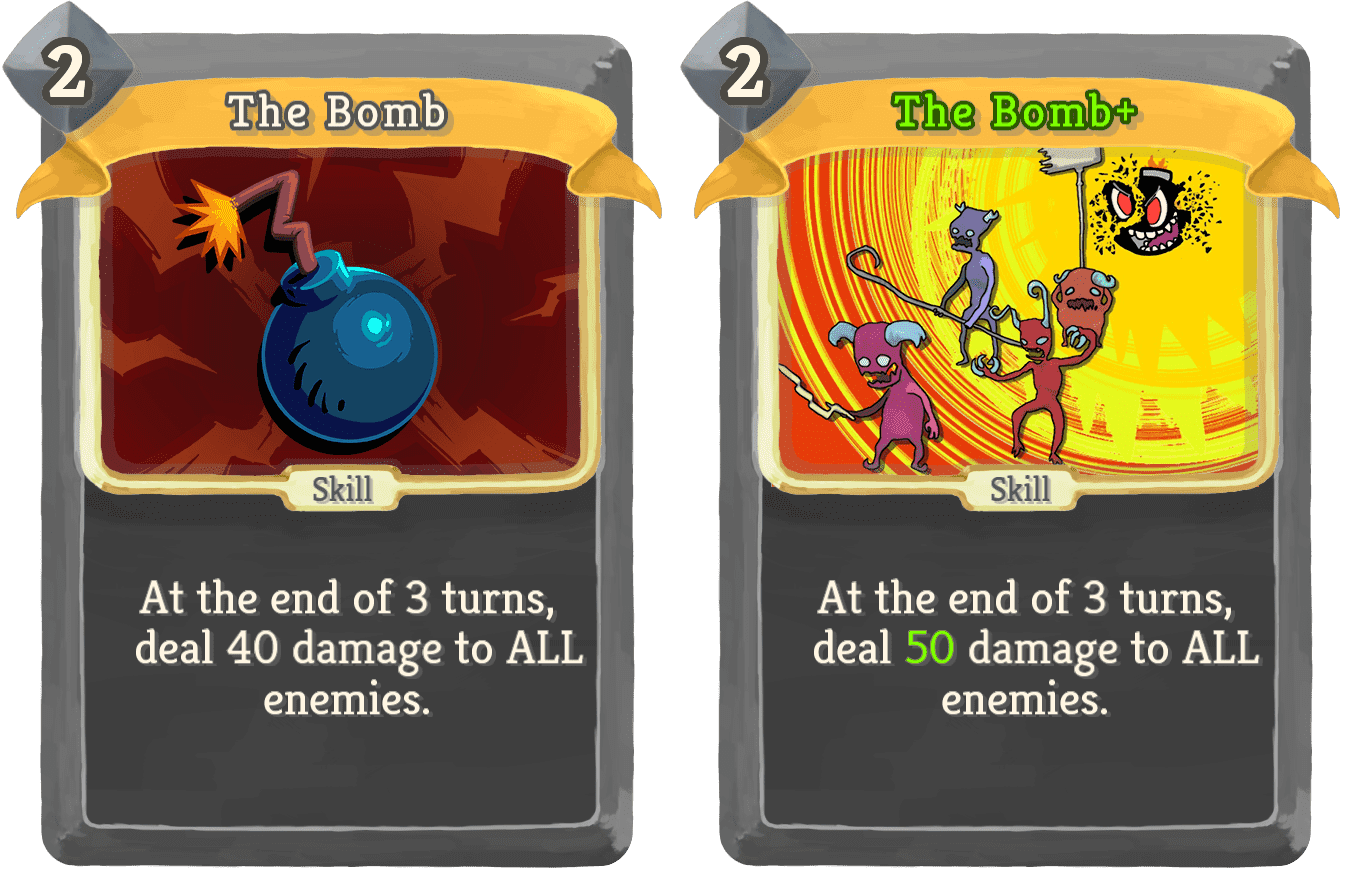 2
The Bomb
Skill
At the end of 3 turns,
deal 40 damage to ALL
enemies.
2
The Bomb+
Skill
At the end of 3 turns,
deal 50 damage to ALL
enemies.